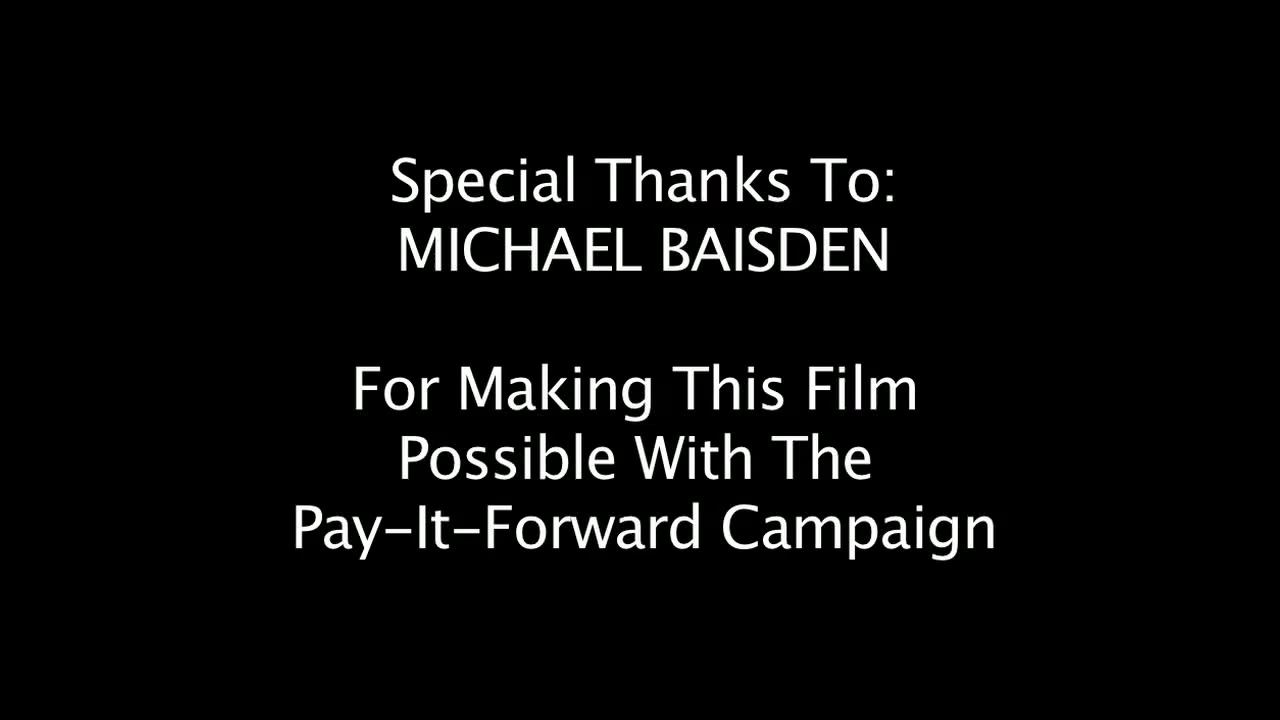 Special Thanks To:
MICHAEL BAISDEN
For Making This Film
Possible With The
Pay-It-Forward Campaign